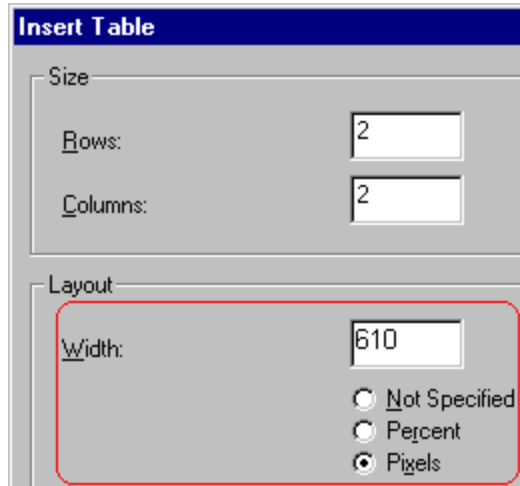 Insert Table
Size
Rows: 2
Columns: 2
Layout
Width: 610
Not Specified
Percent
Pixels